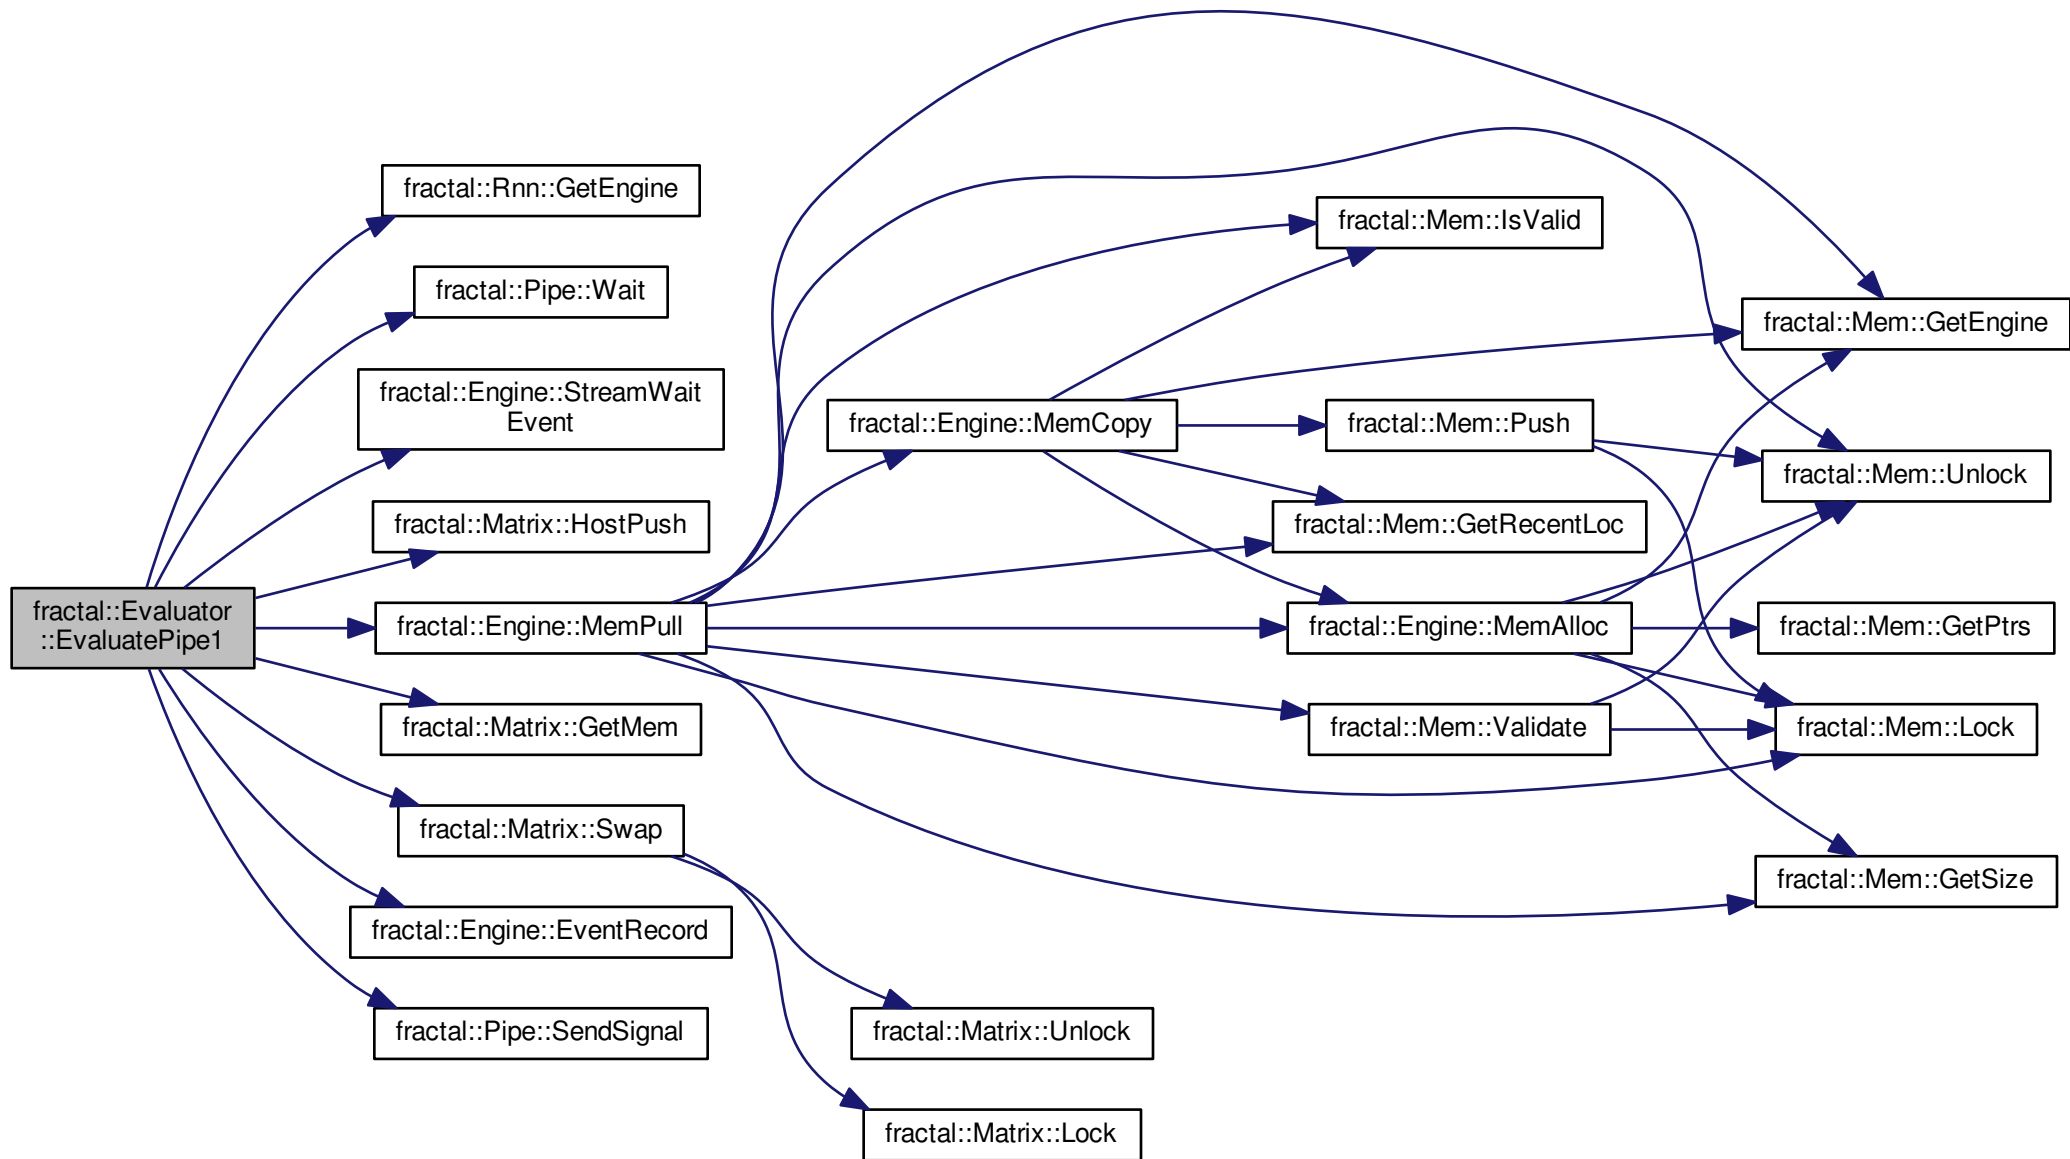 fractal::Evaluator
::EvaluatePipe1
fractal::Rnn::GetEngine
fractal::Pipe::Wait
fractal::Engine::StreamWait
Event
fractal::Matrix::HostPush
fractal::Engine::MemPull
fractal::Matrix::GetMem
fractal::Matrix::Swap
fractal::Engine::EventRecord
fractal::Pipe::SendSignal
fractal::Engine::MemCopy
fractal::Matrix::Unlock
fractal::Matrix::Lock
fractal::Mem::IsValid
fractal::Mem::Push
fractal::Mem::GetRecentLoc
fractal::Engine::MemAlloc
fractal::Mem::Validate
fractal::Mem::GetEngine
fractal::Mem::Unlock
fractal::Mem::GetPtrs
fractal::Mem::Lock
fractal::Mem::GetSize